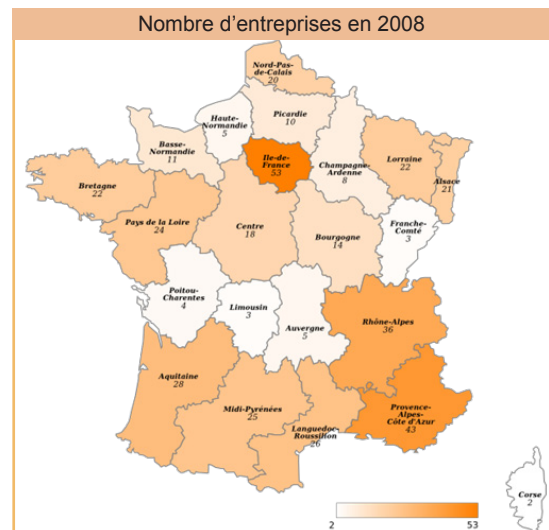 Nombre d'entreprises en 2008
Nord-Pas-
de-Calais
20
Haute-
Normandie
5
Picardie
10
Basse-
Normandie
11
Ile-de-
France
53
Champagne-
Ardenne
8
Lorraine
22
Alsace
21
Bretagne
22
Pays de la Loire
24
Centre
18
Bourgogne
14
Franche-
Comté
3
Poitou-
Charentes
4
Limousin
3
Auvergne
5
Rhône-Alpes
36
Aquitaine
28
Midi-Pyrénées
25
Languedoc-
Roussillon
26
Provence-
Alpes-
Côte d'Azur
43
Corse
2
2
53